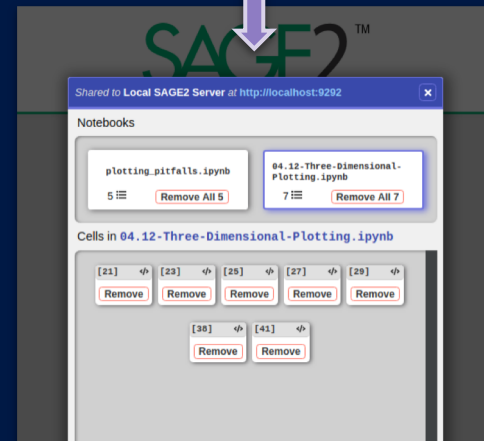 SAGE2™
Shared to Local SAGE2 Server at http://localhost:9292
Notebooks
plotting_pitfalls.ipynb
5
Remove All 5
04.12-Three-Dimensional-
Plotting.ipynb
7
Remove All 7
Cells in 04.12-Three-Dimensional-Plotting.ipynb
[21] </> [23] </> [25] </> [27] </> [29] </>
Remove Remove Remove Remove Remove
[38] </> [41] </>
Remove Remove